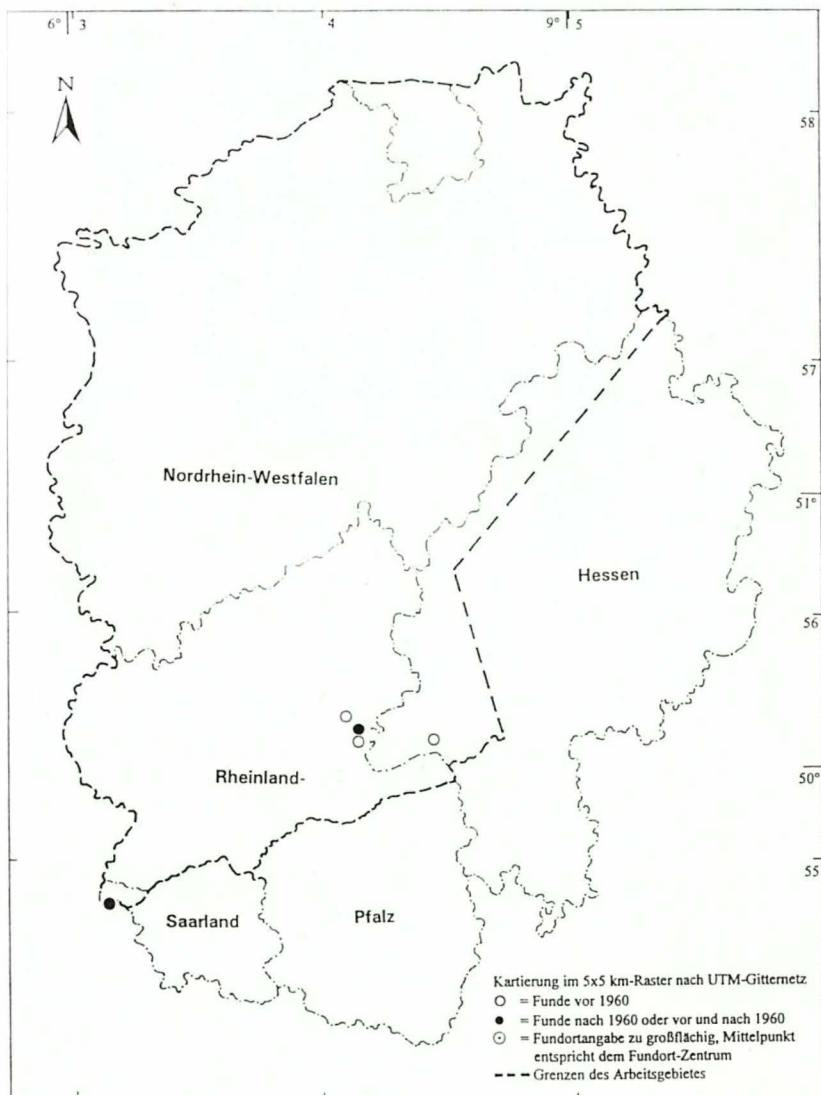 6° 3 4 9° 5
N
58
57
Nordrhein-Westfalen
51°
Hessen
56
Rheinland-
50°
55
Saarland
Pfalz
Kartierung im 5x5 km-Raster nach UTM-Gitternetz
○ = Funde vor 1960
● = Funde nach 1960 oder vor und nach 1960
⊙ = Fundortangabe zu großflächig, Mittelpunkt
entspricht dem Fundort-Zentrum
--- Grenzen des Arbeitsgebietes